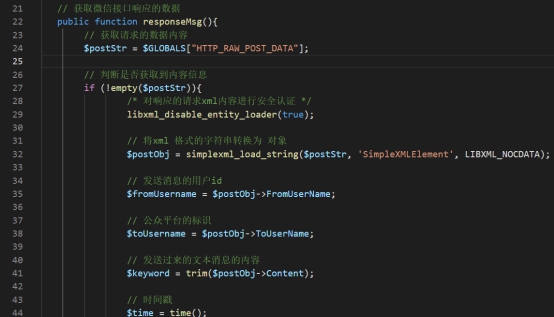 21 // 获取微信接口响应的数据
22 public function responseMsg(){
23 // 获取请求的数据内容
24 $postStr = $GLOBALS["HTTP_RAW_POST_DATA"];
25
26 // 判断是否获取到内容信息
27 if (!empty($postStr)){
28 /* 对响应的请求xml内容进行安全认证 */
29 libxml_disable_entity_loader(true);
30
31 // 将xml 格式的字符串转换为 对象
32 $postObj = simplexml_load_string($postStr, 'SimpleXMLElement', LIBXML_NOCDATA);
33
34 // 发送消息的用户id
35 $fromUsername = $postObj->FromUserName;
36
37 // 公众平台的标识
38 $toUsername = $postObj->ToUserName;
39
40 // 发送过来的文本消息的内容
41 $keyword = trim($postObj->Content);
42
43 // 时间戳
44 $time = time();